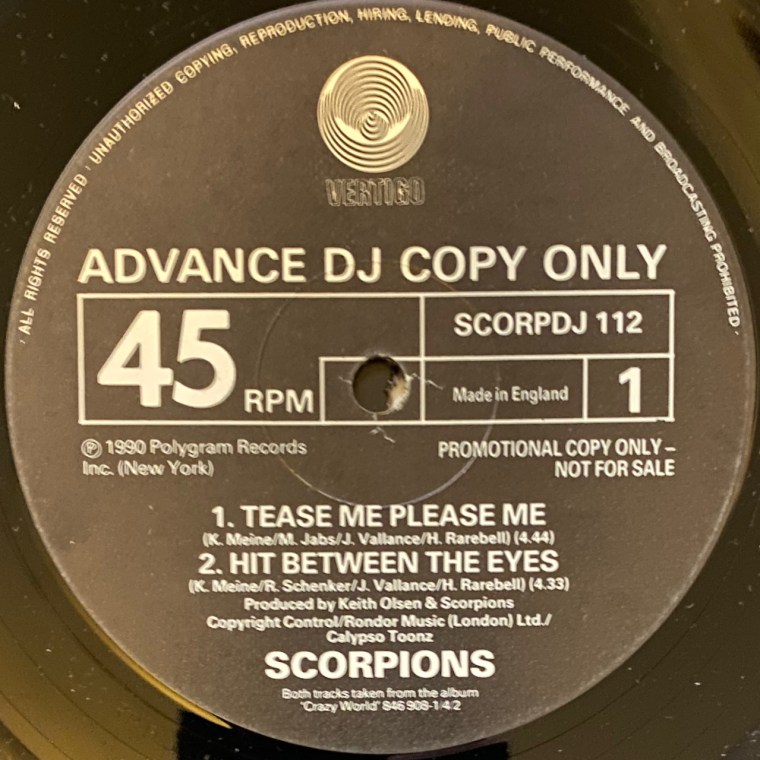 · ALL RIGHTS RESERVED · UNAUTHORIZED COPYING, REPRODUCTION, HIRING, LENDING, PUBLIC PERFORMANCE AND BROADCASTING PROHIBITED ·
VERTIGO
ADVANCE DJ COPY ONLY
45 RPM
SCORPDJ 112
Made in England
1
℗ 1990 Polygram Records
Inc. (New York)
PROMOTIONAL COPY ONLY –
NOT FOR SALE
1. TEASE ME PLEASE ME
(K. Meine/M. Jabs/J. Vallance/H. Rarebell) (4.44)
2. HIT BETWEEN THE EYES
(K. Meine/R. Schenker/J. Vallance/H. Rarebell) (4.33)
Produced by Keith Olsen & Scorpions
Copyright Control/Rondor Music (London) Ltd./
Calypso Toonz
SCORPIONS
Both tracks taken from the album
'Crazy World' 846 908-1/4/2